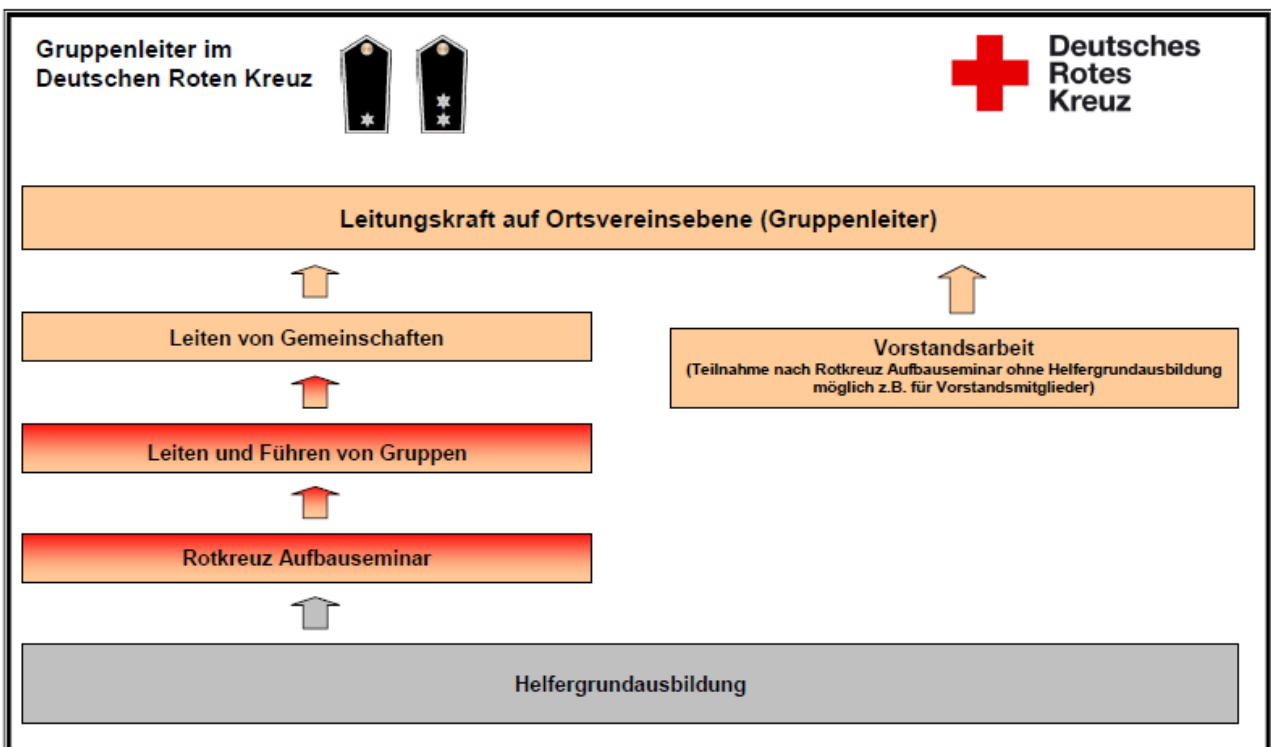 Gruppenleiter im
Deutschen Roten Kreuz
Deutsches
Rotes
Kreuz
Leitungskraft auf Ortsvereinsebene (Gruppenleiter)
Leiten von Gemeinschaften
Vorstandsarbeit
(Teilnahme nach Rotkreuz Aufbauseminar ohne Helfergrundausbildung
möglich z.B. für Vorstandsmitglieder)
Leiten und Führen von Gruppen
Rotkreuz Aufbauseminar
Helfergrundausbildung